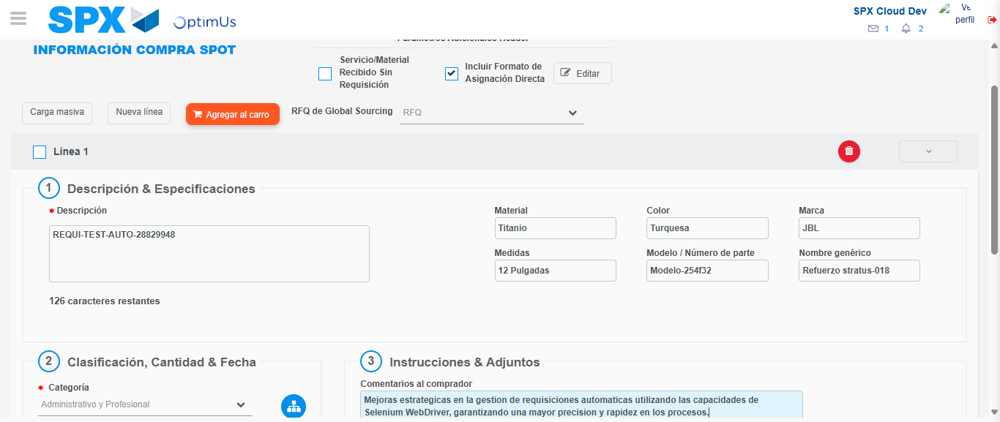 SPX
OptimUs
SPX Cloud Dev
1
2
Ve
perfil
INFORMACIÓN COMPRA SPOT
Parámetros Adicionales Header
Servicio/Material
Recibido Sin
Requisición
Incluir Formato de
Asignación Directa
Editar
Carga masiva
Nueva línea
Agregar al carro
RFQ de Global Sourcing
RFQ
Línea 1
1
Descripción & Especificaciones
* Descripción
REQUI-TEST-AUTO-28829948
126 caracteres restantes
Material
Titanio
Color
Turquesa
Marca
JBL
Medidas
12 Pulgadas
Modelo / Número de parte
Modelo-254f32
Nombre genérico
Refuerzo stratus-018
2
Clasificación, Cantidad & Fecha
* Categoría
Administrativo y Profesional
3
Instrucciones & Adjuntos
Comentarios al comprador
Mejoras estrategicas en la gestion de requisiciones automaticas utilizando las capacidades de
Selenium WebDriver, garantizando una mayor precision y rapidez en los procesos.